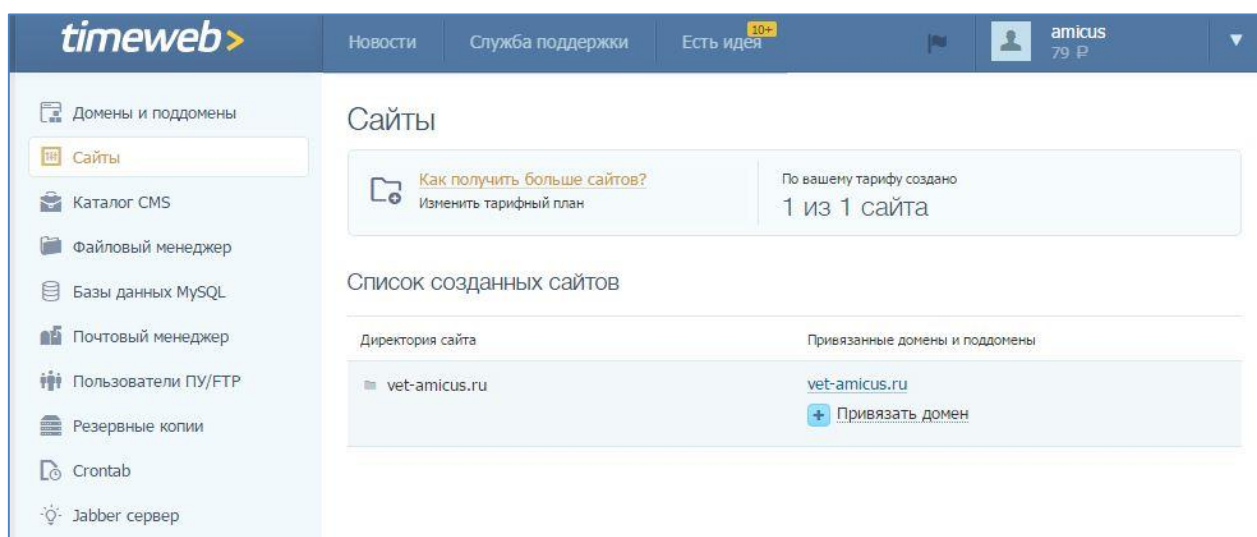 timeweb>
Новости
Служба поддержки
Есть идея
10+
amicus
79 ₽
Домены и поддомены
Сайты
Каталог CMS
Файловый менеджер
Базы данных MySQL
Почтовый менеджер
Пользователи ПУ/FTP
Резервные копии
Crontab
Jabber сервер
Сайты
Как получить больше сайтов?
Изменить тарифный план
По вашему тарифу создано
1 из 1 сайта
Список созданных сайтов
Директория сайта
Привязанные домены и поддомены
vet-amicus.ru
vet-amicus.ru
+ Привязать домен